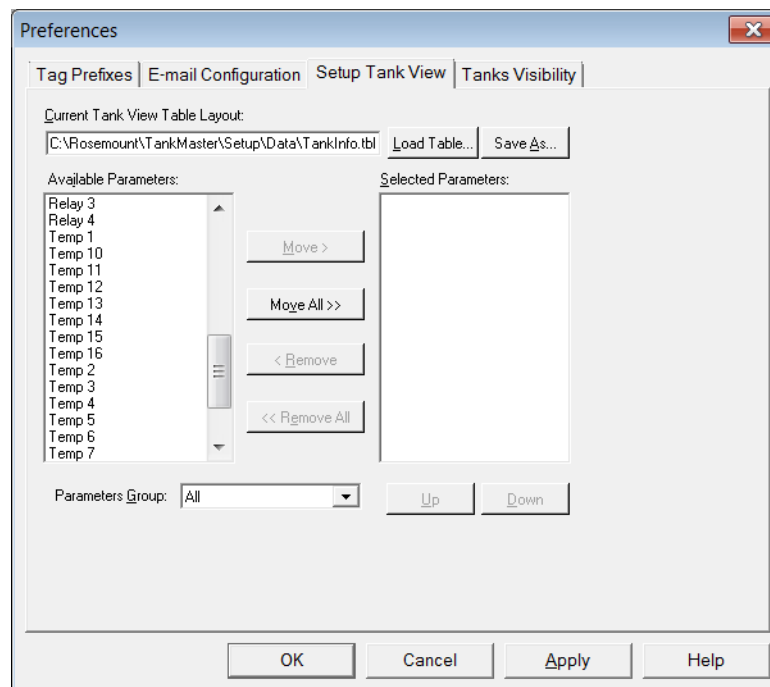 Preferences
Tag Prefixes E-mail Configuration Setup Tank View Tanks Visibility
Current Tank View Table Layout:
C:\Rosemount\TankMaster\Setup\Data\TankInfo.tbl Load Table... Save As...
Available Parameters: Selected Parameters:
Relay 3
Relay 4
Temp 1
Temp 10
Temp 11
Temp 12
Temp 13
Temp 14
Temp 15
Temp 16
Temp 2
Temp 3
Temp 4
Temp 5
Temp 6
Temp 7
Move >
Move All >>
< Remove
<< Remove All
Parameters Group: All Up Down
OK Cancel Apply Help